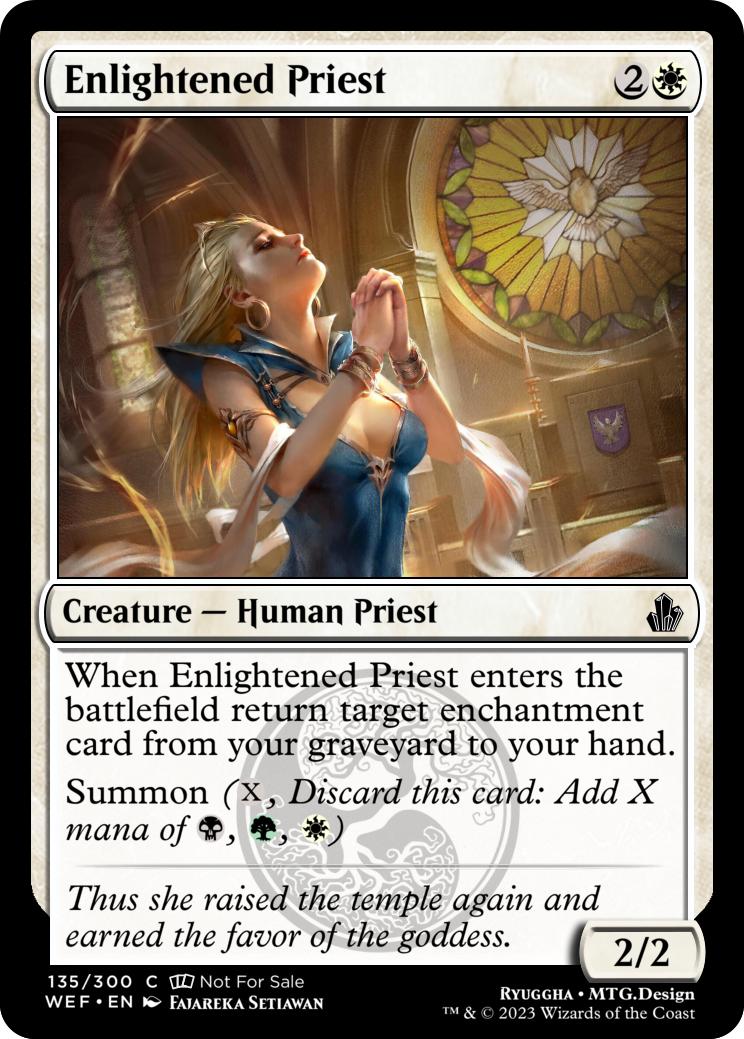 Enlightened Priest 2
Creature — Human Priest
When Enlightened Priest enters the
battlefield return target enchantment
card from your graveyard to your hand.
Summon (X, Discard this card: Add X
mana of , , )
Thus she raised the temple again and
earned the favor of the goddess.
2/2
135/300 C Not For Sale
WEF • EN Fajareka Setiawan
Ryuggha • MTG.Design
™ & © 2023 Wizards of the Coast